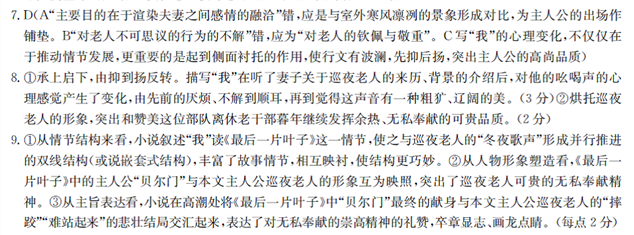 7.D(A“主要目的在于渲染夫妻之间感情的融洽”错,应是与室外寒风凛冽的景象形成对比,为主人公的出场作
铺垫。B“对老人不可思议的行为的不解”错,应为“对老人的钦佩与敬重”。C写“我”的心理变化,不仅仅在
于推动情节发展,更重要的是起到侧面衬托的作用,使行文有波澜,先抑后扬,突出主人公的高尚品质)
8.①承上启下,由抑到扬反转。描写“我”在听了妻子关于巡夜老人的来历、背景的介绍后,对他的吆喝声的心
理感觉产生了变化,由先前的厌烦、不解到顺耳,再到觉得这声音有一种粗犷、辽阔的美。(3分)②烘托巡夜
老人的形象,突出和赞美这位部队离休老干部暮年继续发挥余热、无私奉献的可贵品质。(2分)
9.①从情节结构来看,小说叙述“我”读《最后一片叶子》这一情节,使之与巡夜老人的“冬夜歌声”形成并行推进
的双线结构(或说嵌套式结构),丰富了故事情节,相互映衬,使结构更巧妙。②从人物形象塑造看,《最后一
片叶子》中的主人公“贝尔门”与本文主人公巡夜老人的形象互为映照,突出了巡夜老人可贵的无私奉献精
神。③从主旨表达看,小说在高潮处将《最后一片叶子》中“贝尔门”最终的献身与本文主人公巡夜老人的“摔
跤”“难站起来”的悲壮结局交汇起来,表达了对无私奉献的崇高精神的礼赞,卒章显志、画龙点睛。(每点2分)